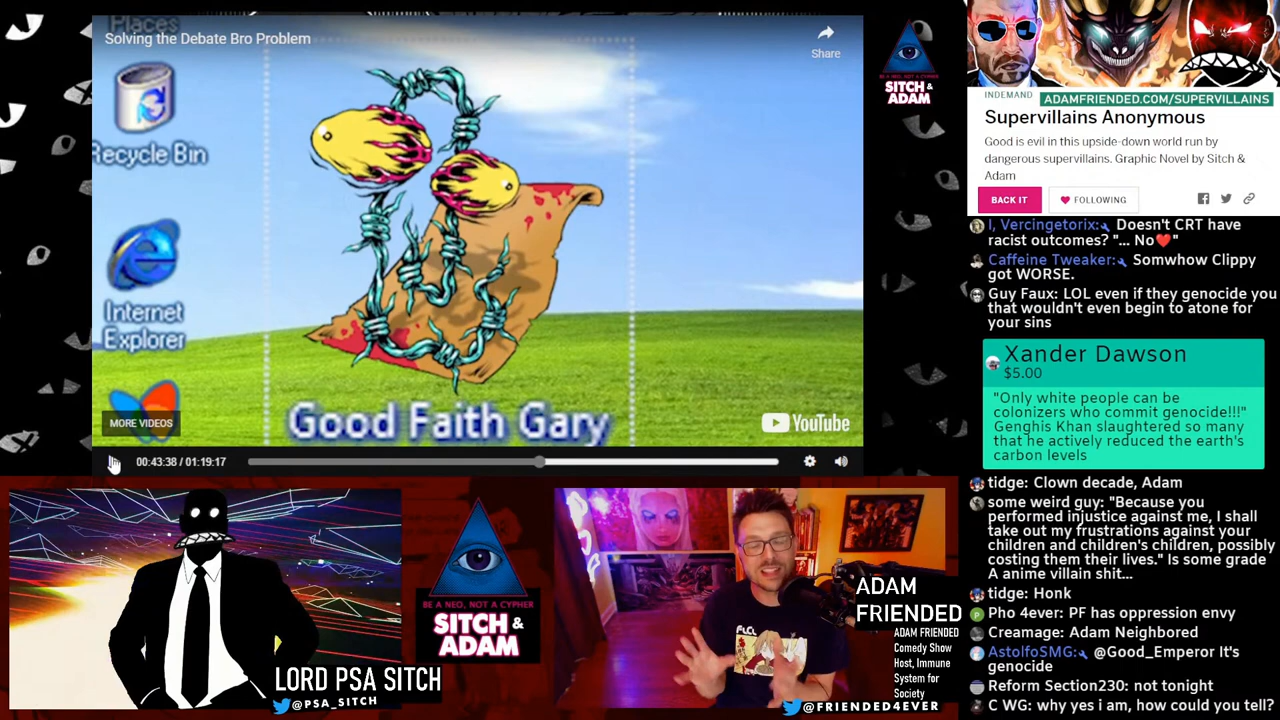 Places
Solving the Debate Bro Problem
Share
Recycle Bin
Internet
Explorer
MORE VIDEOS
Good Faith Gary
YouTube
00:43:38 / 01:19:17
BE A NEO, NOT A CYPHER
SITCH &
ADAM
INDEMAND
ADAMFRIENDED.COM/SUPERVILLAINS
Supervillains Anonymous
Good is evil in this upside-down world run by
dangerous supervillains. Graphic Novel by Sitch &
Adam
BACK IT
FOLLOWING
I, Vercingetorix: Doesn't CRT have
racist outcomes? "... No❤️"
Caffeine Tweaker: Somwhow Clippy
got WORSE.
Guy Faux: LOL even if they genocide you
that wouldn't even begin to atone for
your sins
Xander Dawson
$5.00
"Only white people can be
colonizers who commit genocide!!!"
Genghis Khan slaughtered so many
that he actively reduced the earth's
carbon levels
tidge: Clown decade, Adam
some weird guy: "Because you
performed injustice against me, I shall
take out my frustrations against your
children and children's children, possibly
costing them their lives." Is some grade
A anime villain shit...
tidge: Honk
P
Pho 4ever: PF has oppression envy
Creamage: Adam Neighbored
AstolfoSMG: @Good_Emperor It's
genocide
Reform Section230: not tonight
C WG: why yes i am, how could you tell?
LORD PSA SITCH
@PSA_SITCH
BE A NEO, NOT A CYPHER
SITCH &
ADAM
FLCL
ADAM
FRIENDED
ADAM FRIENDED
Comedy Show
Host, Immune
System for
Society
@FRIENDED4EVER